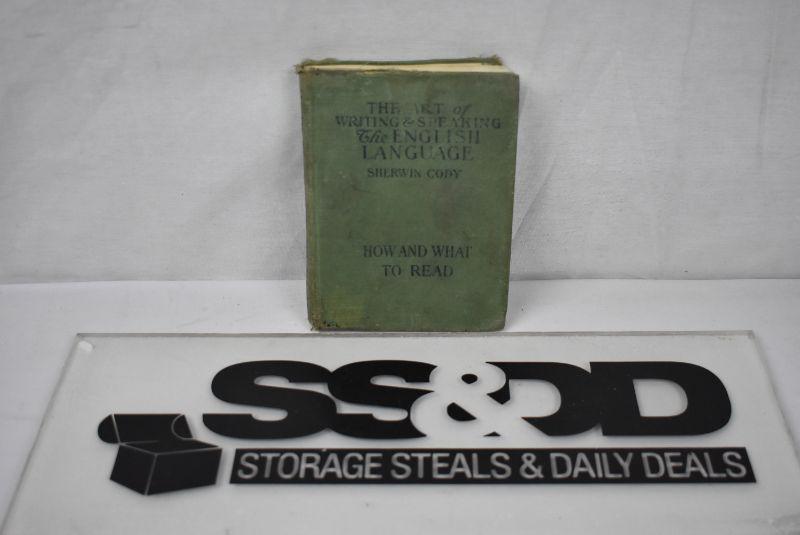 THE ART of
WRITING & SPEAKING
The ENGLISH
LANGUAGE
SHERWIN CODY
HOW AND WHAT
TO READ
SS&DD
STORAGE STEALS & DAILY DEALS